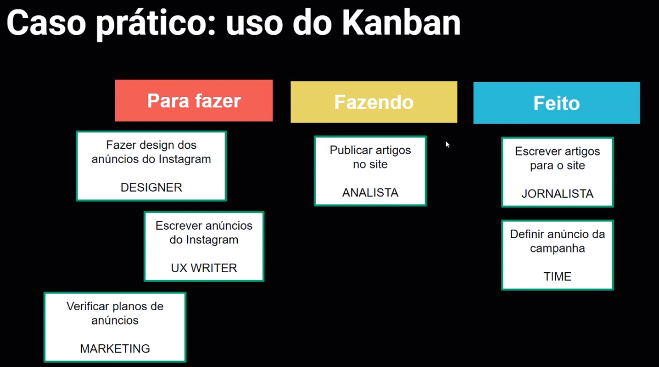 Caso prático: uso do Kanban
Para fazer
Fazer design dos
anúncios do Instagram
DESIGNER
Escrever anúncios
do Instagram
UX WRITER
Verificar planos de
anúncios
MARKETING
Fazendo
Publicar artigos
no site
ANALISTA
Feito
Escrever artigos
para o site
JORNALISTA
Definir anúncio da
campanha
TIME